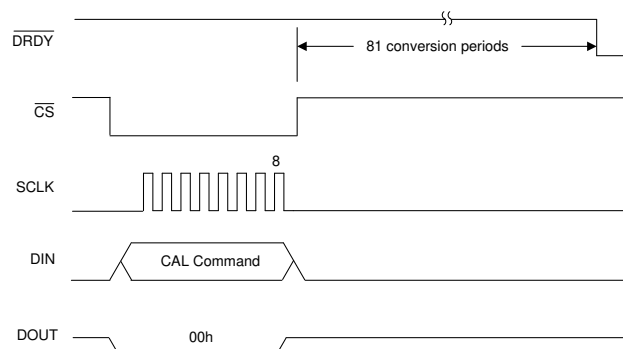 DRDY
81 conversion periods
CS
8
SCLK
DIN
CAL Command
DOUT
00h